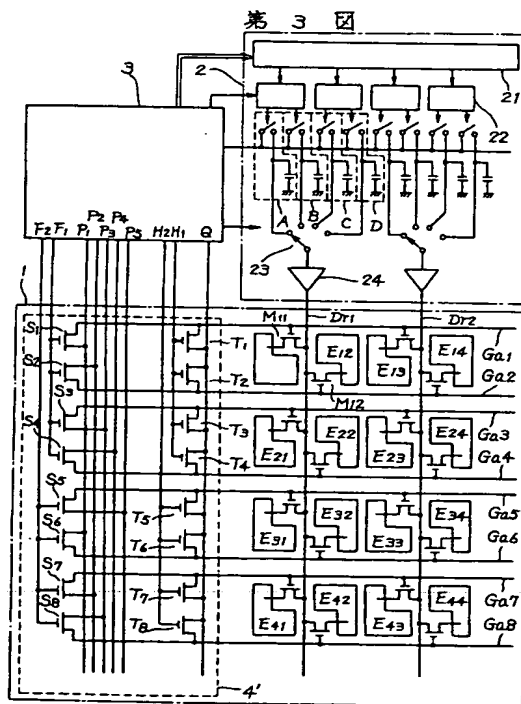 第 3 図
3
2
21
22
A
B
C
D
23
24
F2 F1 P1 P2 P3 P4 P5 H2 H1 Q
1
Dr1
Dr2
S1
T1
M11
E12
E13
E14
Ga1
S2
T2
M12
Ga2
S3
T3
E22
E24
Ga3
S4
T4
E21
E23
Ga4
S5
T5
E32
E34
Ga5
S6
T6
E31
E33
Ga6
S7
T7
E42
E44
Ga7
S8
T8
E41
E43
Ga8
4'